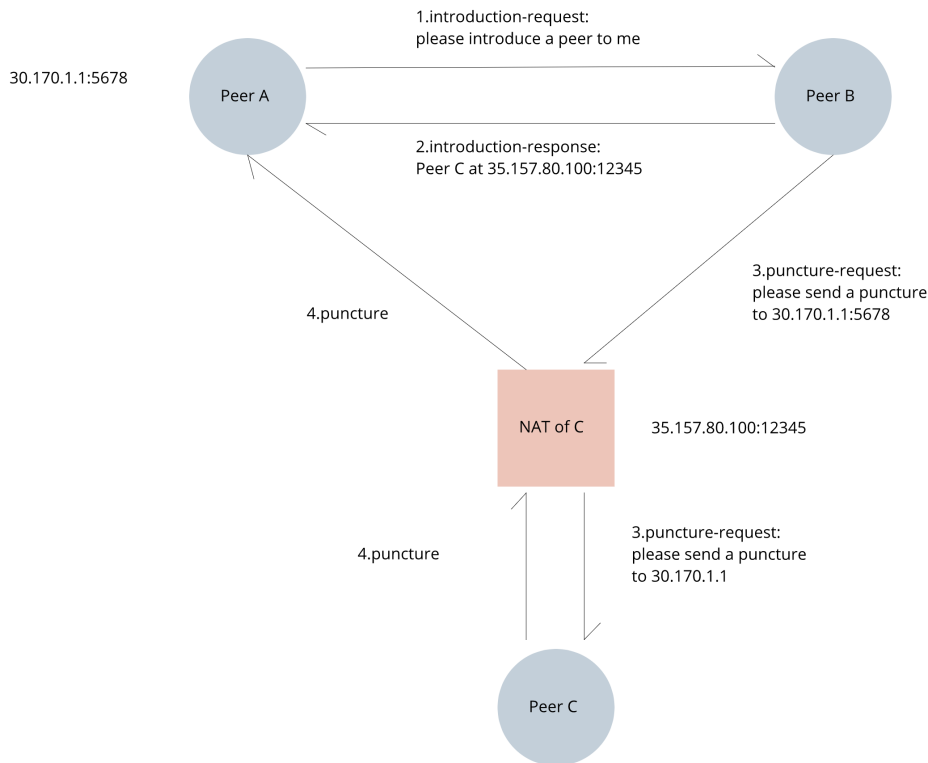 1.introduction-request:
please introduce a peer to me
30.170.1.1:5678
Peer A
Peer B
2.introduction-response:
Peer C at 35.157.80.100:12345
3.puncture-request:
please send a puncture
to 30.170.1.1:5678
4.puncture
NAT of C
35.157.80.100:12345
4.puncture
3.puncture-request:
please send a puncture
to 30.170.1.1
Peer C